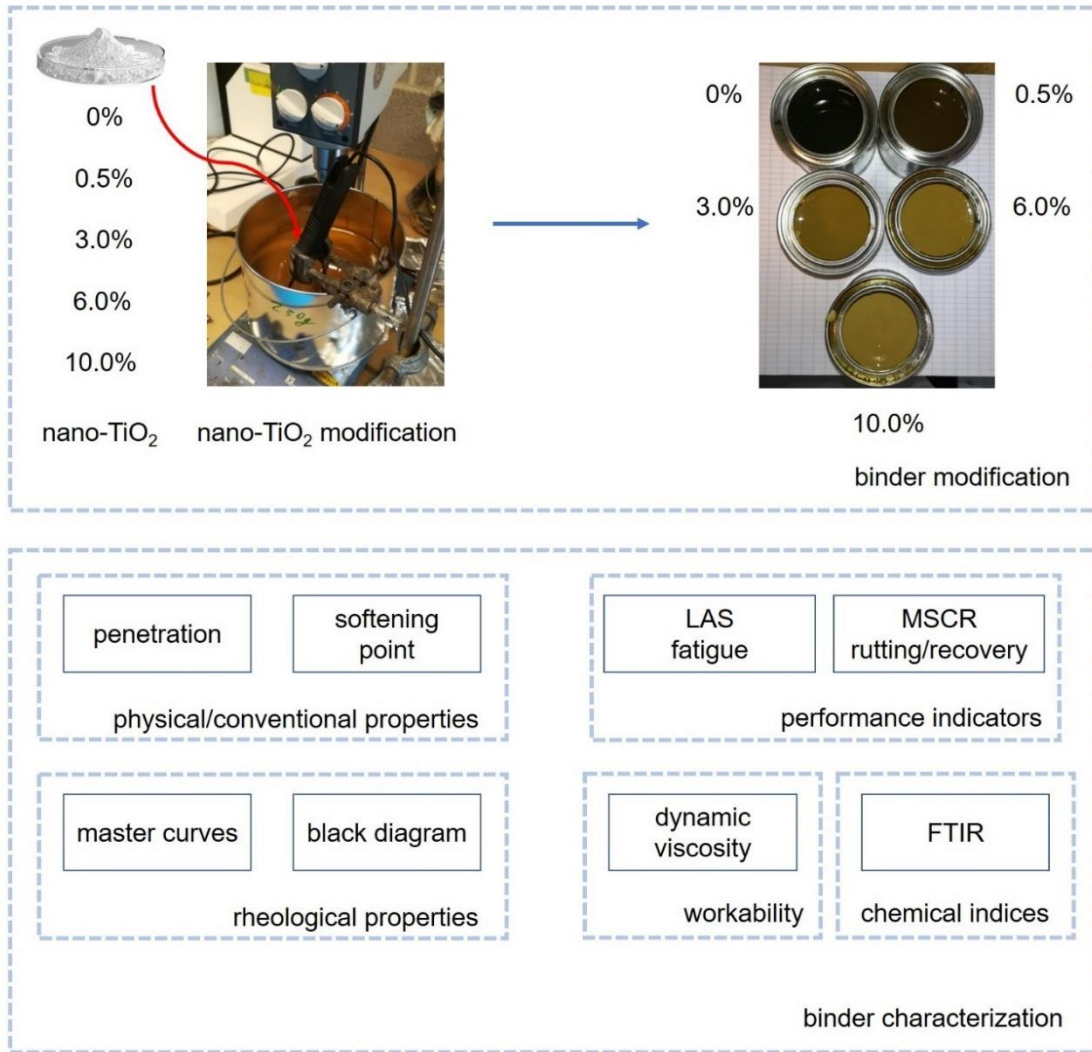 0%
0.5%
3.0%
6.0%
10.0%
nano-TiO₂
nano-TiO₂ modification
0%
0.5%
3.0%
6.0%
10.0%
binder modification
penetration
softening
point
physical/conventional properties
LAS
fatigue
MSCR
rutting/recovery
performance indicators
master curves
black diagram
rheological properties
dynamic
viscosity
workability
FTIR
chemical indices
binder characterization